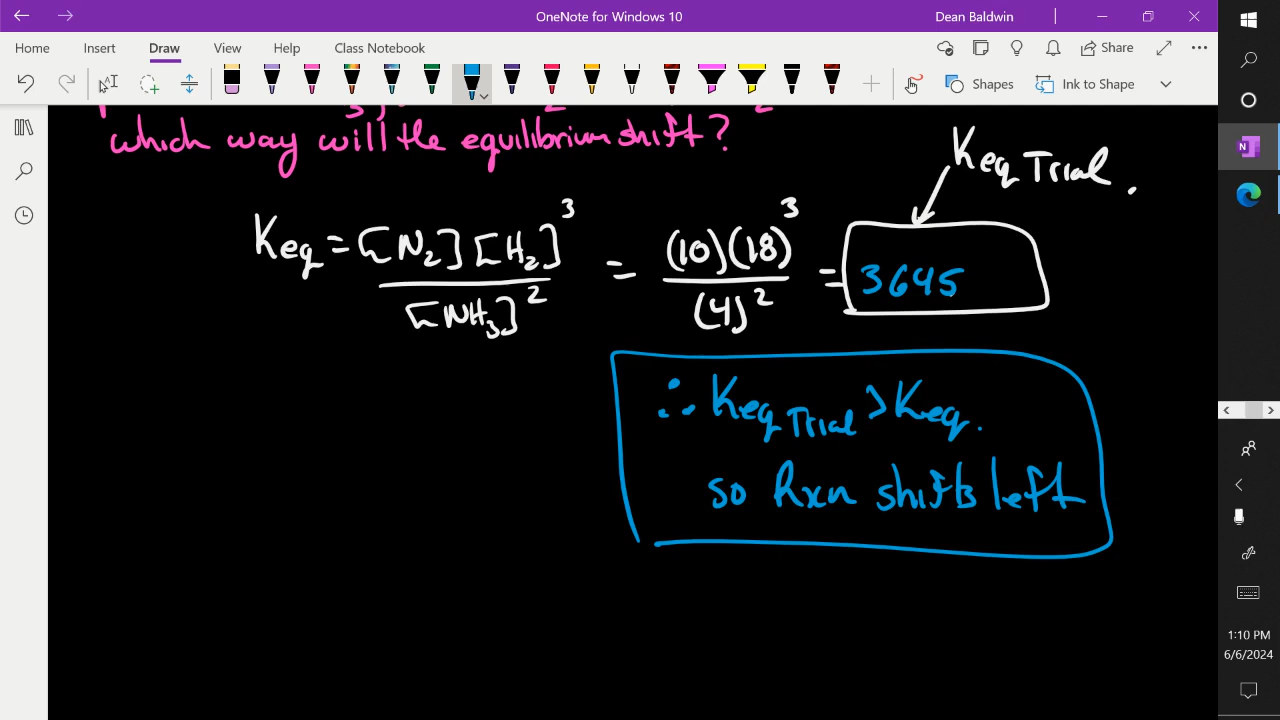 OneNote for Windows 10
Dean Baldwin
Home Insert Draw View Help Class Notebook
Share
Shapes Ink to Shape
which way will the equilibrium shift?
Keq Trial.
Keq = [N₂][H₂]³ / [NH₃]² = (10)(18)³ / (4)² = 3645
∴ Keq Trial > Keq.
so Rxn shifts left
1:10 PM
6/6/2024